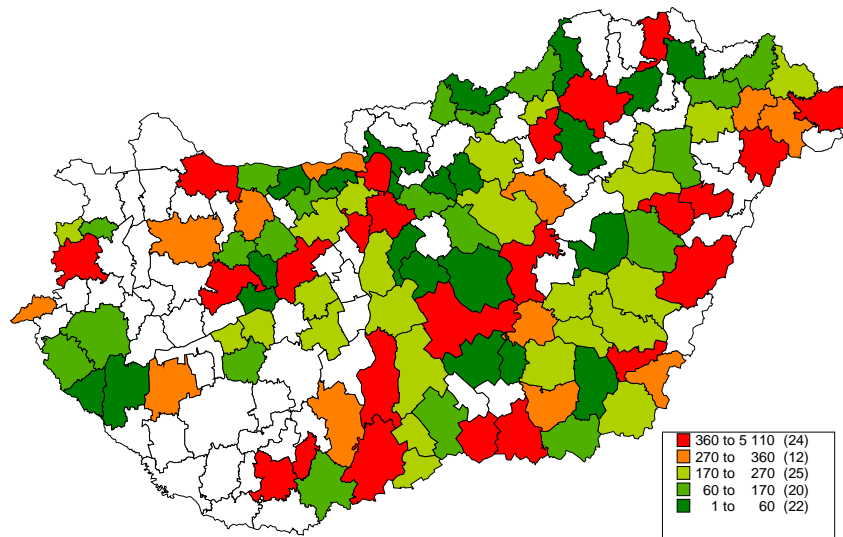 360 to 5 110 (24)
270 to 360 (12)
170 to 270 (25)
60 to 170 (20)
1 to 60 (22)